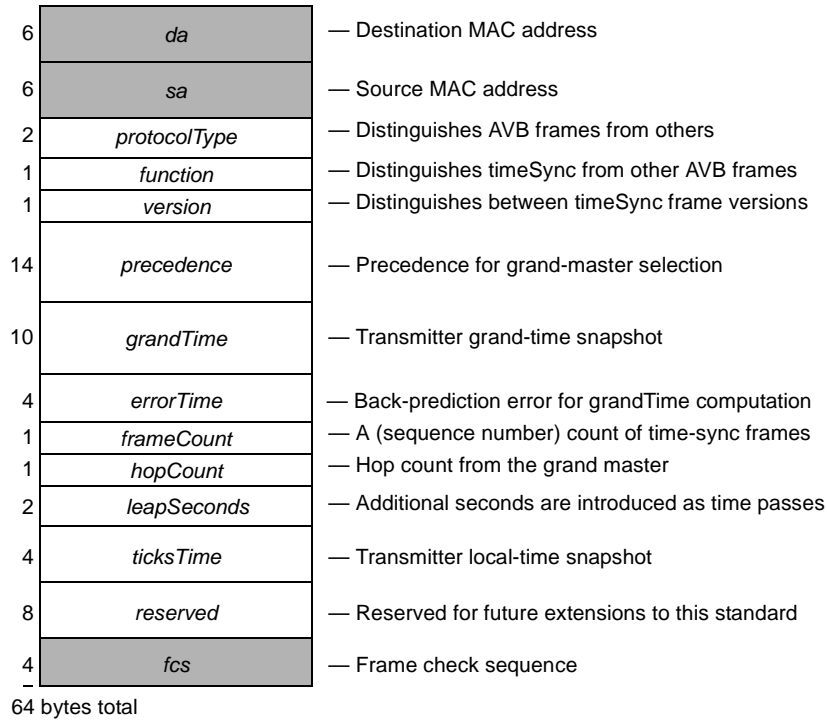 6 da — Destination MAC address
6 sa — Source MAC address
2 protocolType — Distinguishes AVB frames from others
1 function — Distinguishes timeSync from other AVB frames
1 version — Distinguishes between timeSync frame versions
14 precedence — Precedence for grand-master selection
10 grandTime — Transmitter grand-time snapshot
4 errorTime — Back-prediction error for grandTime computation
1 frameCount — A (sequence number) count of time-sync frames
1 hopCount — Hop count from the grand master
2 leapSeconds — Additional seconds are introduced as time passes
4 ticksTime — Transmitter local-time snapshot
8 reserved — Reserved for future extensions to this standard
4 fcs — Frame check sequence
64 bytes total